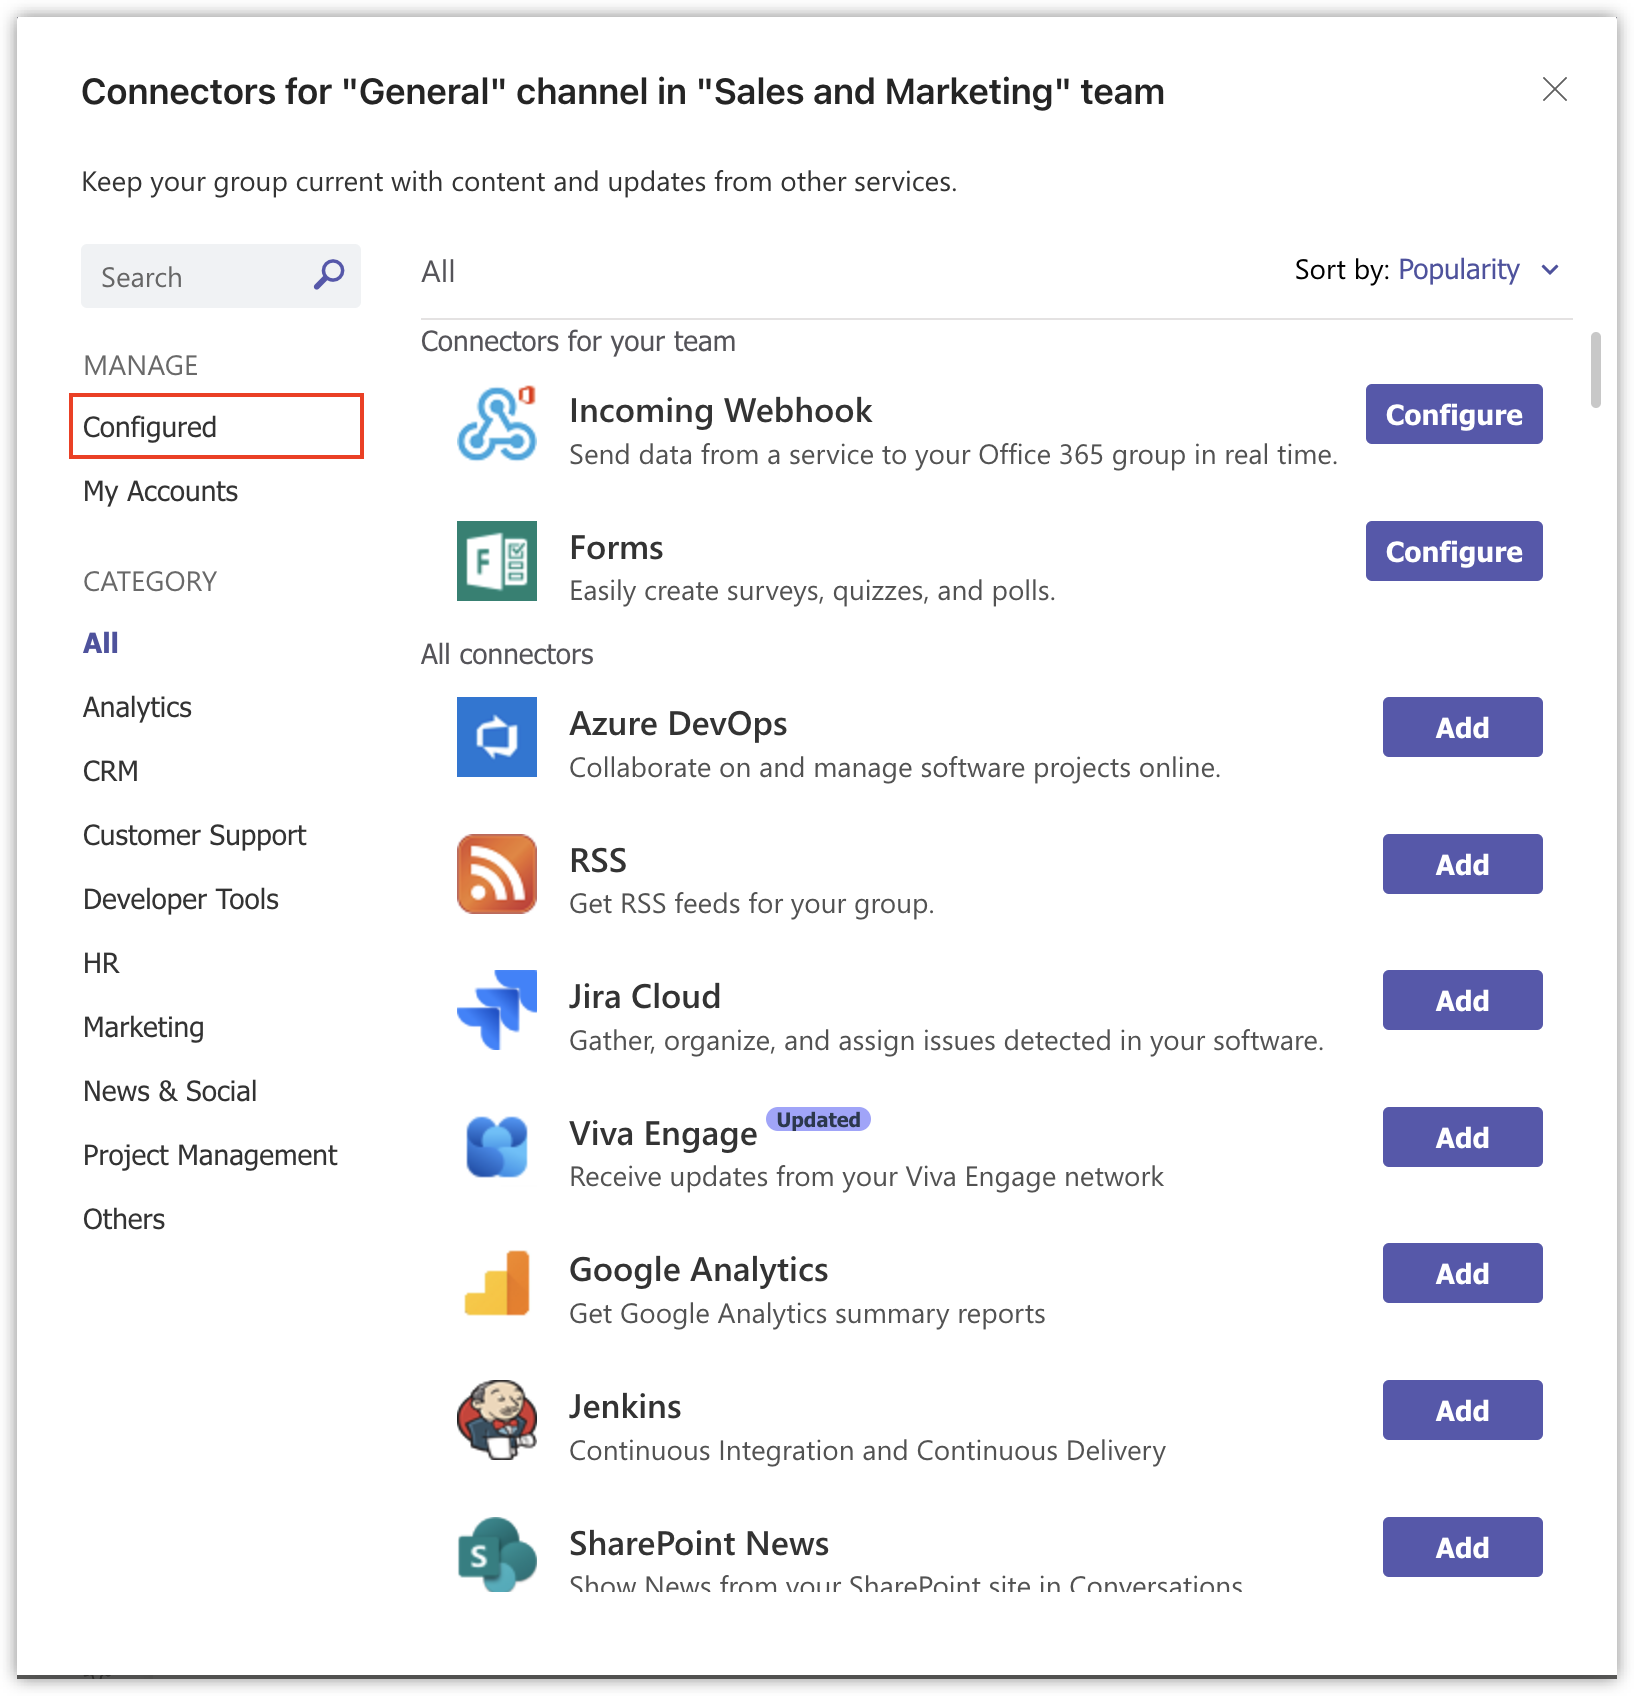 Connectors for "General" channel in "Sales and Marketing" team
Keep your group current with content and updates from other services.
Search
All
Sort by: Popularity
MANAGE
Configured
My Accounts
CATEGORY
All
Analytics
CRM
Customer Support
Developer Tools
HR
Marketing
News & Social
Project Management
Others
Connectors for your team
Incoming Webhook
Configure
Send data from a service to your Office 365 group in real time.
F
Forms
Configure
Easily create surveys, quizzes, and polls.
All connectors
Azure DevOps
Add
Collaborate on and manage software projects online.
RSS
Add
Get RSS feeds for your group.
Jira Cloud
Add
Gather, organize, and assign issues detected in your software.
Viva Engage Updated
Add
Receive updates from your Viva Engage network
Google Analytics
Add
Get Google Analytics summary reports
Jenkins
Add
Continuous Integration and Continuous Delivery
S
SharePoint News
Add
Show News from your SharePoint site in Conversations